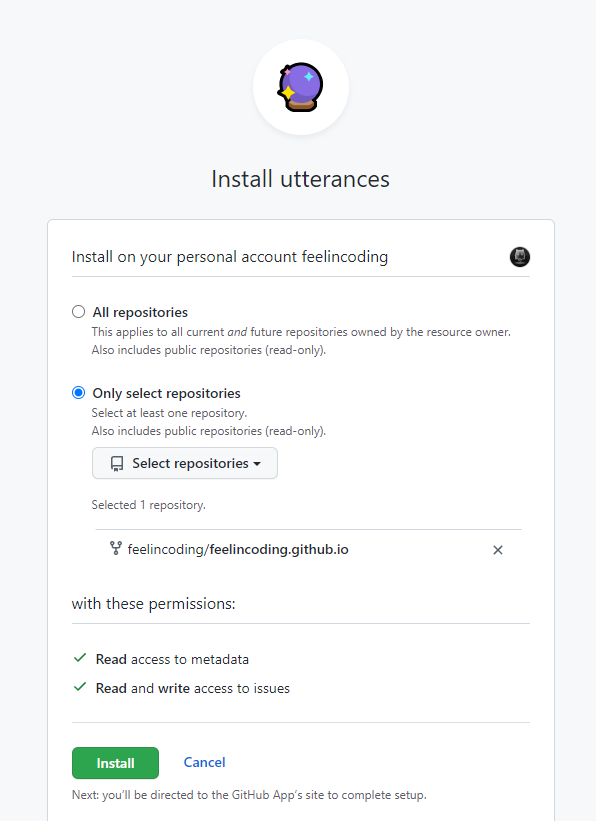 Install utterances
Install on your personal account feelincoding
All repositories
This applies to all current and future repositories owned by the resource owner.
Also includes public repositories (read-only).
Only select repositories
Select at least one repository.
Also includes public repositories (read-only).
Select repositories
Selected 1 repository.
feelincoding/feelincoding.github.io
with these permissions:
Read access to metadata
Read and write access to issues
Install Cancel
Next: you'll be directed to the GitHub App's site to complete setup.